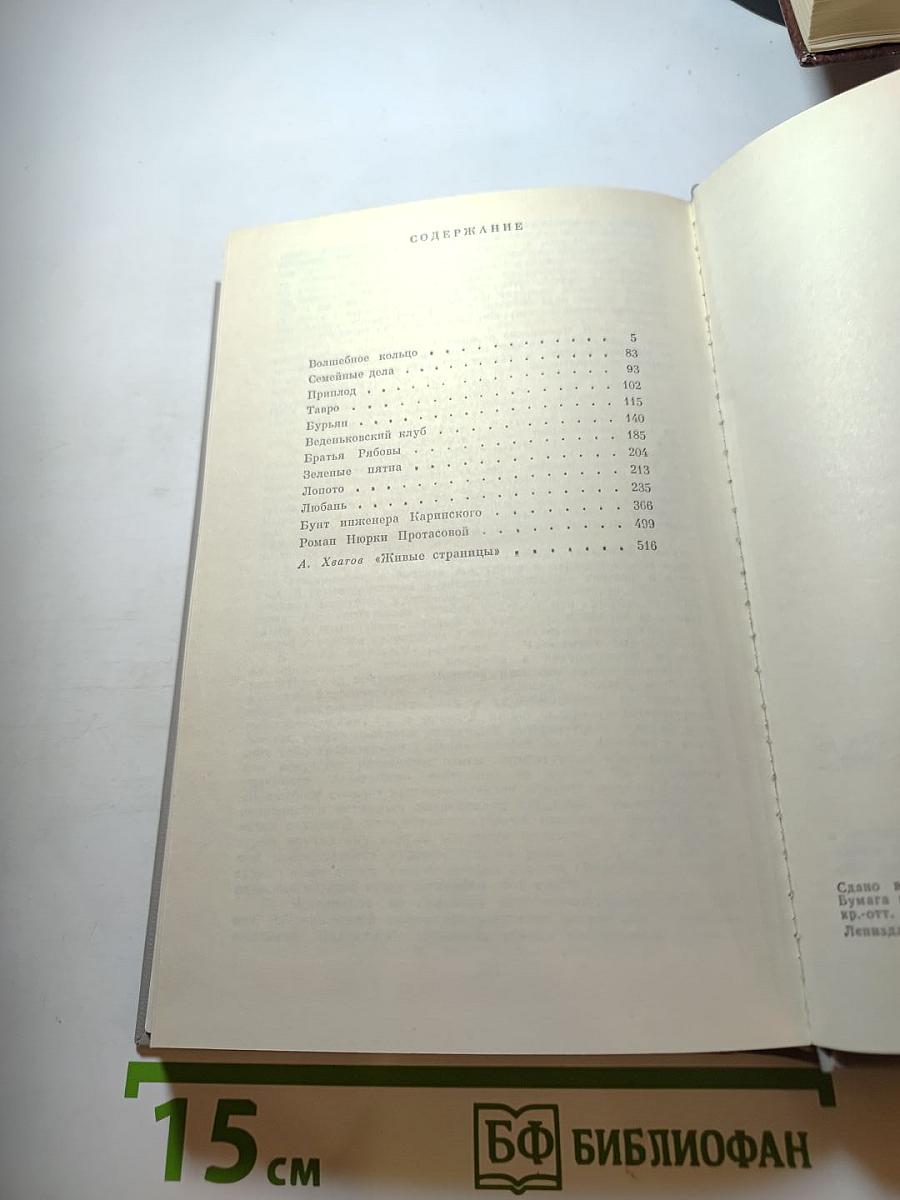 СОДЕРЖАНИЕ
Волшебное кольцо . . . . . . . . . . . 5
Семейные дела . . . . . . . . . . . . 83
Приплод . . . . . . . . . . . . . . 93
Тавро . . . . . . . . . . . . . . . 102
Бурьян . . . . . . . . . . . . . . 115
Веденьковский клуб . . . . . . . . . . 140
Братья Рябовы . . . . . . . . . . . . 185
Зеленые пятна . . . . . . . . . . . . 204
Лопото . . . . . . . . . . . . . . 213
Любань . . . . . . . . . . . . . . 235
Бунт инженера Каринского . . . . . . . . 366
Роман Нюрки Протасовой . . . . . . . . 499
А. Хватов «Живые страницы» . . . . . . . 516
Сдано
Бумага
кр.-отт.
15 см
БФ БИБЛИОФАН